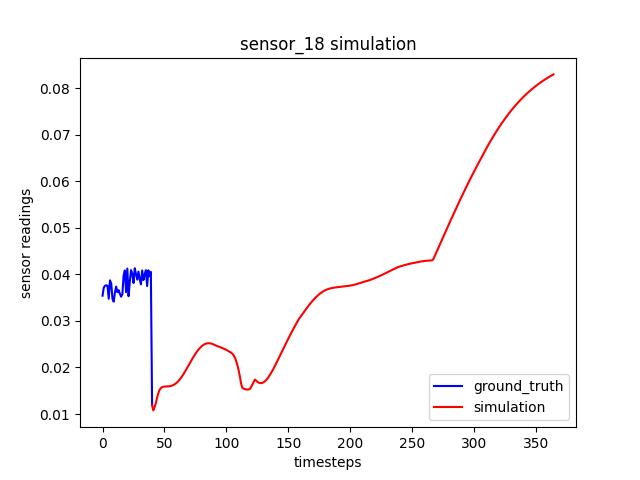 sensor_18 simulation
sensor readings
0.08
0.07
0.06
0.05
0.04
0.03
0.02
0.01
0 50 100 150 200 250 300 350
timesteps
ground_truth
simulation